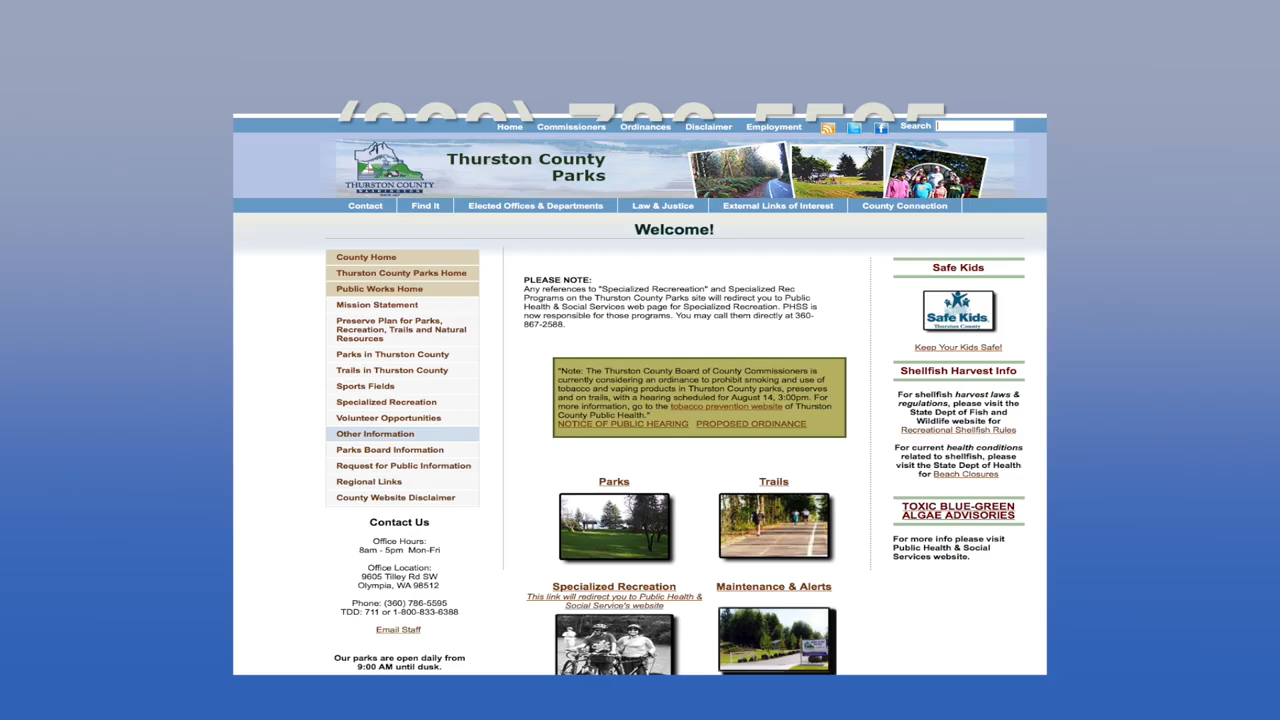 Home Commissioners Ordinances Disclaimer Employment Search
Thurston County
Parks
THURSTON COUNTY
WASHINGTON
Contact Find It Elected Offices & Departments Law & Justice External Links of Interest County Connection
Welcome!
County Home
Thurston County Parks Home
Public Works Home
Mission Statement
Preserve Plan for Parks,
Recreation, Trails and Natural
Resources
Parks in Thurston County
Trails in Thurston County
Sports Fields
Specialized Recreation
Volunteer Opportunities
Other Information
Parks Board Information
Request for Public Information
Regional Links
County Website Disclaimer
Contact Us
Office Hours:
8am - 5pm Mon-Fri
Office Location:
9605 Tilley Rd SW
Olympia, WA 98512
Phone: (360) 786-5595
TDD: 711 or 1-800-833-6388
Email Staff
Our parks are open daily from
9:00 AM until dusk.
PLEASE NOTE:
Any references to "Specialized Recrereation" and Specialized Rec
Programs on the Thurston County Parks site will redirect you to Public
Health & Social Services web page for Specialized Recreation. PHSS is
now responsible for those programs. You may call them directly at 360-
867-2588.
"Note: The Thurston County Board of County Commissioners is
currently considering an ordinance to prohibit smoking and use of
tobacco and vaping products in Thurston County parks, preserves
and on trails, with a hearing scheduled for August 14, 3:00pm. For
more information, go to the tobacco prevention website of Thurston
County Public Health."
NOTICE OF PUBLIC HEARING PROPOSED ORDINANCE
Parks Trails
Specialized Recreation Maintenance & Alerts
This link will redirect you to Public Health &
Social Service's website
Safe Kids
Safe Kids
Thurston County
Keep Your Kids Safe!
Shellfish Harvest Info
For shellfish harvest laws &
regulations, please visit the
State Dept of Fish and
Wildlife website for
Recreational Shellfish Rules
For current health conditions
related to shellfish, please
visit the State Dept of Health
for Beach Closures
TOXIC BLUE-GREEN
ALGAE ADVISORIES
For more info please visit
Public Health & Social
Services website.